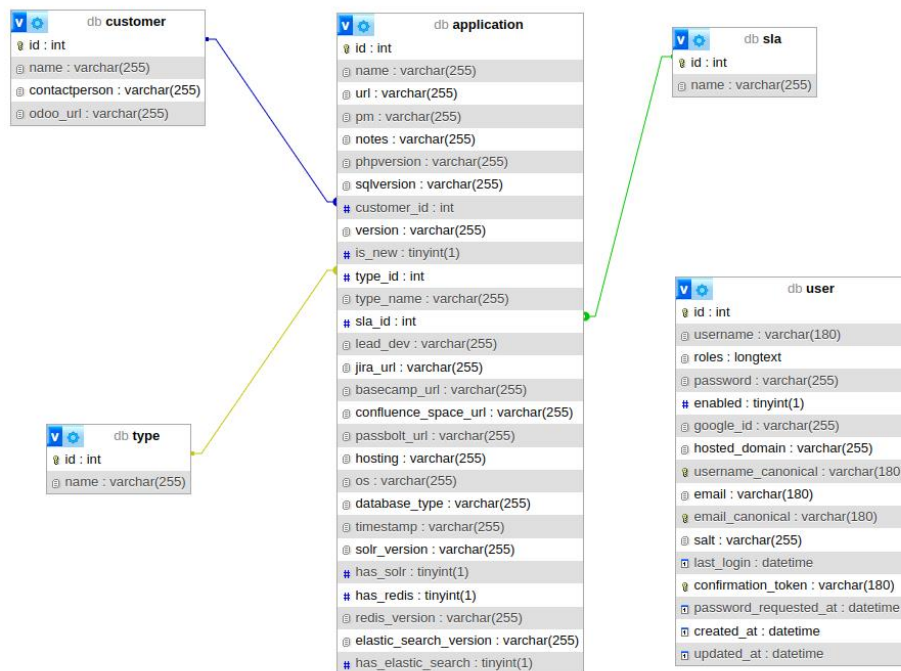 db customer
id : int
name : varchar(255)
contactperson : varchar(255)
odoo_url : varchar(255)
db application
id : int
name : varchar(255)
url : varchar(255)
pm : varchar(255)
notes : varchar(255)
phpversion : varchar(255)
sqlversion : varchar(255)
# customer_id : int
version : varchar(255)
# is_new : tinyint(1)
# type_id : int
type_name : varchar(255)
# sla_id : int
lead_dev : varchar(255)
jira_url : varchar(255)
basecamp_url : varchar(255)
confluence_space_url : varchar(255)
passbolt_url : varchar(255)
hosting : varchar(255)
os : varchar(255)
database_type : varchar(255)
timestamp : varchar(255)
solr_version : varchar(255)
# has_solr : tinyint(1)
# has_redis : tinyint(1)
redis_version : varchar(255)
elastic_search_version : varchar(255)
# has_elastic_search : tinyint(1)
db sla
id : int
name : varchar(255)
db type
id : int
name : varchar(255)
db user
id : int
username : varchar(180)
roles : longtext
password : varchar(255)
# enabled : tinyint(1)
google_id : varchar(255)
hosted_domain : varchar(255)
username_canonical : varchar(180
email : varchar(180)
email_canonical : varchar(180)
salt : varchar(255)
last_login : datetime
confirmation_token : varchar(180)
password_requested_at : datetime
created_at : datetime
updated_at : datetime